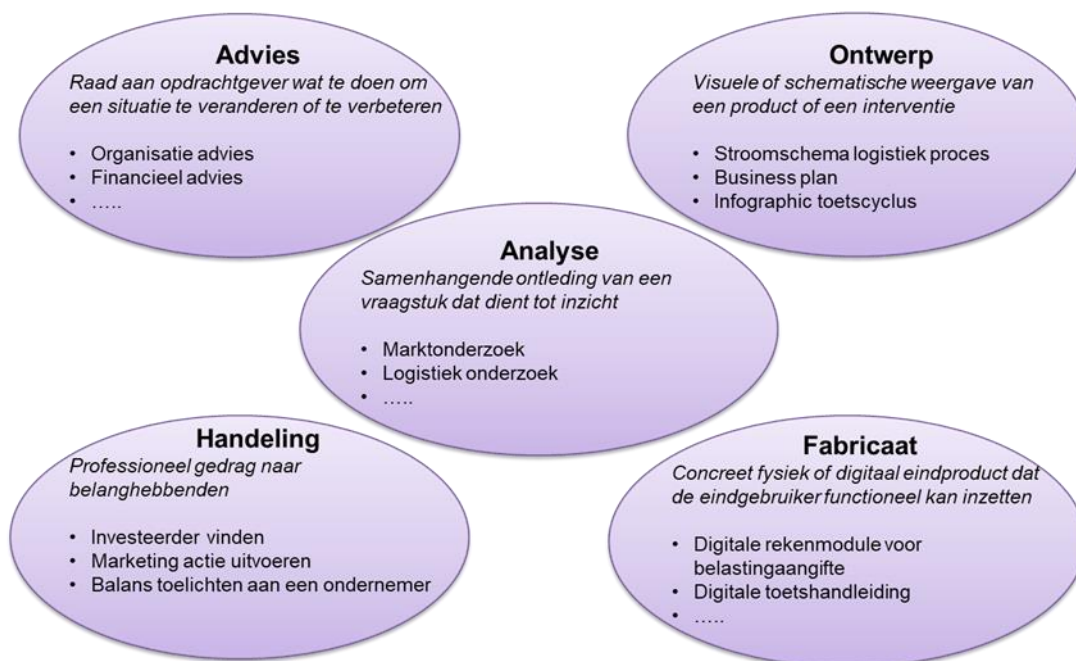 Advies
Raad aan opdrachtgever wat te doen om
een situatie te veranderen of te verbeteren
• Organisatie advies
• Financieel advies
• …..
Ontwerp
Visuele of schematische weergave van
een product of een interventie
• Stroomschema logistiek proces
• Business plan
• Infographic toetscyclus
Analyse
Samenhangende ontleding van een
vraagstuk dat dient tot inzicht
• Marktonderzoek
• Logistiek onderzoek
• …..
Handeling
Professioneel gedrag naar
belanghebbenden
• Investeerder vinden
• Marketing actie uitvoeren
• Balans toelichten aan een ondernemer
Fabricaat
Concreet fysiek of digitaal eindproduct dat
de eindgebruiker functioneel kan inzetten
• Digitale rekenmodule voor
belastingaangifte
• Digitale toetshandleiding
• …..